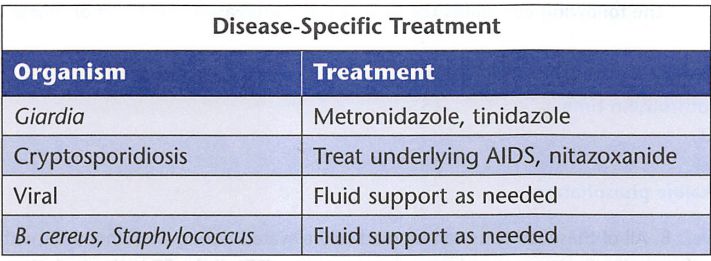 Disease-Specific Treatment
Organism Treatment
Giardia Metronidazole, tinidazole
Cryptosporidiosis Treat underlying AIDS, nitazoxanide
Viral Fluid support as needed
B. cereus, Staphylococcus Fluid support as needed